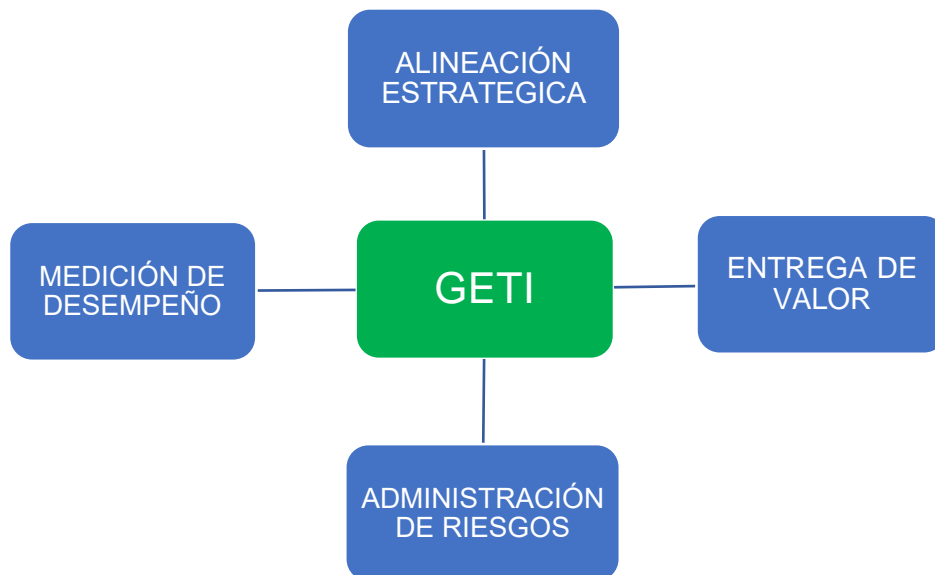 ALINEACIÓN
ESTRATEGICA
MEDICIÓN DE
DESEMPEÑO
GETI
ENTREGA DE
VALOR
ADMINISTRACIÓN
DE RIESGOS